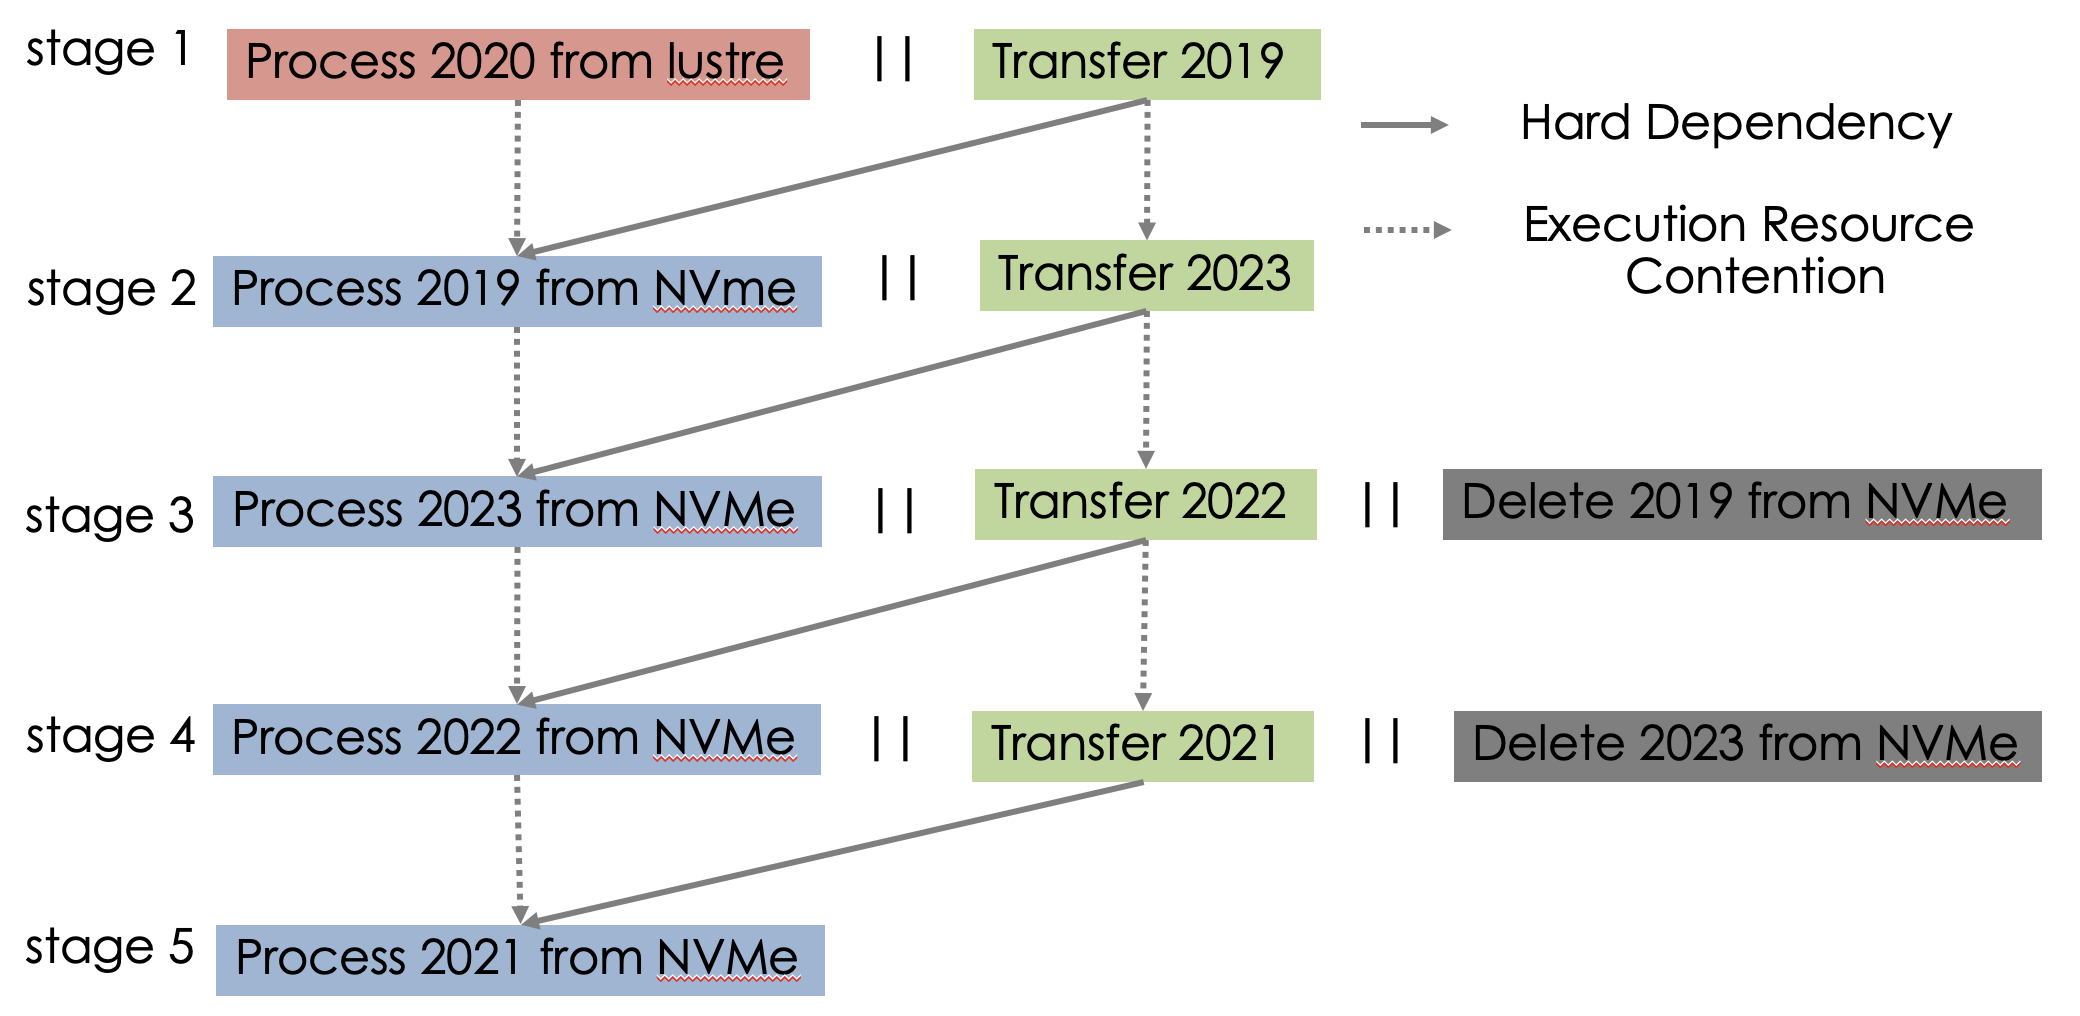 stage 1
Process 2020 from lustre
||
Transfer 2019
Hard Dependency
Execution Resource
Contention
stage 2
Process 2019 from NVme
||
Transfer 2023
stage 3
Process 2023 from NVMe
||
Transfer 2022
||
Delete 2019 from NVMe
stage 4
Process 2022 from NVMe
||
Transfer 2021
||
Delete 2023 from NVMe
stage 5
Process 2021 from NVMe